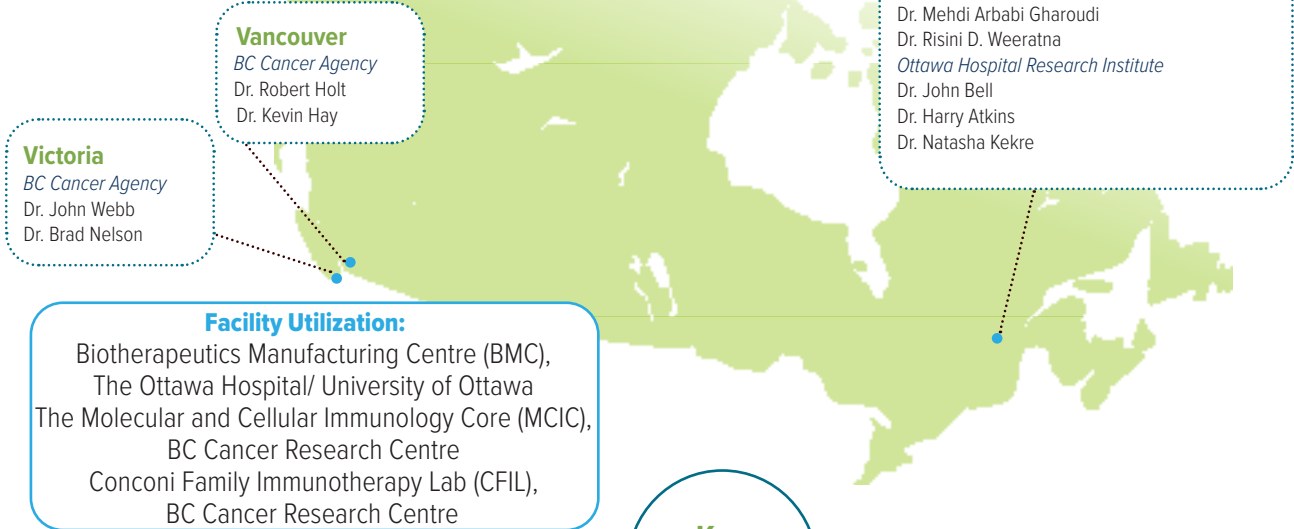 Vancouver
BC Cancer Agency
Dr. Robert Holt
Dr. Kevin Hay
Victoria
BC Cancer Agency
Dr. John Webb
Dr. Brad Nelson
Dr. Mehdi Arbabi Gharoudi
Dr. Risini D. Weeratna
Ottawa Hospital Research Institute
Dr. John Bell
Dr. Harry Atkins
Dr. Natasha Kekre
Facility Utilization:
Biotherapeutics Manufacturing Centre (BMC),
The Ottawa Hospital/ University of Ottawa
The Molecular and Cellular Immunology Core (MCIC),
BC Cancer Research Centre
Conconi Family Immunotherapy Lab (CFIL),
BC Cancer Research Centre